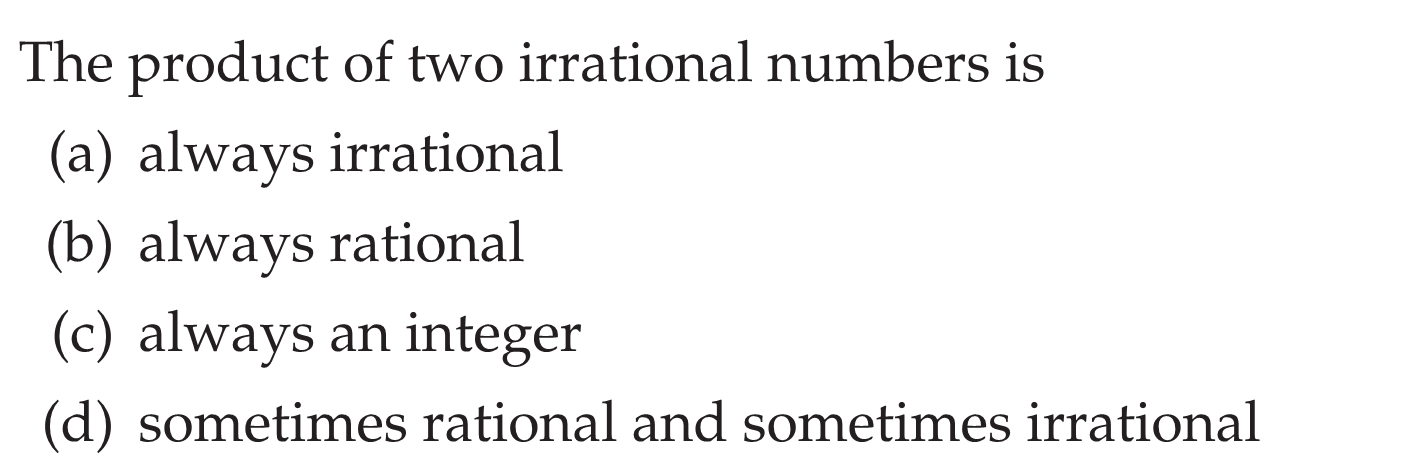 The product of two irrational numbers is
(a) always irrational
(b) always rational
(c) always an integer
(d) sometimes rational and sometimes irrational